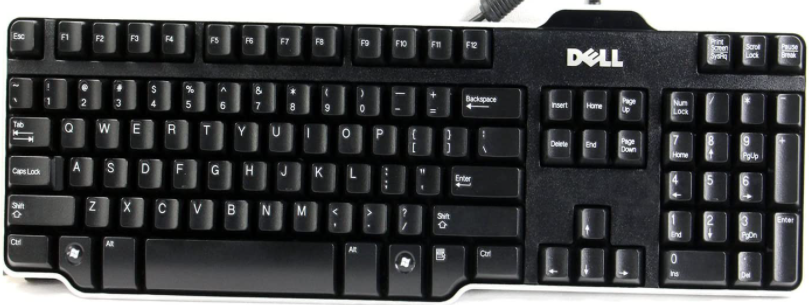 DELL
Esc F1 F2 F3 F4 F5 F6 F7 F8 F9 F10 F11 F12 Print Screen SysRq Scroll Lock Pause Break
~ ` ! 1 @ 2 # 3 $ 4 % 5 ^ 6 & 7 * 8 ( 9 ) 0 — - + = Backspace Insert Home Page Up Num Lock / * -
Tab Q W E R T Y U I O P { [ } ] | \ Delete End Page Down 7 Home 8 9 PgUp +
Caps Lock A S D F G H J K L : ; " ' Enter 4 5 6
Shift Z X C V B N M < , > . ? / Shift 1 End 2 3 PgDn Enter
Ctrl Alt Alt Ctrl 0 Ins . Del